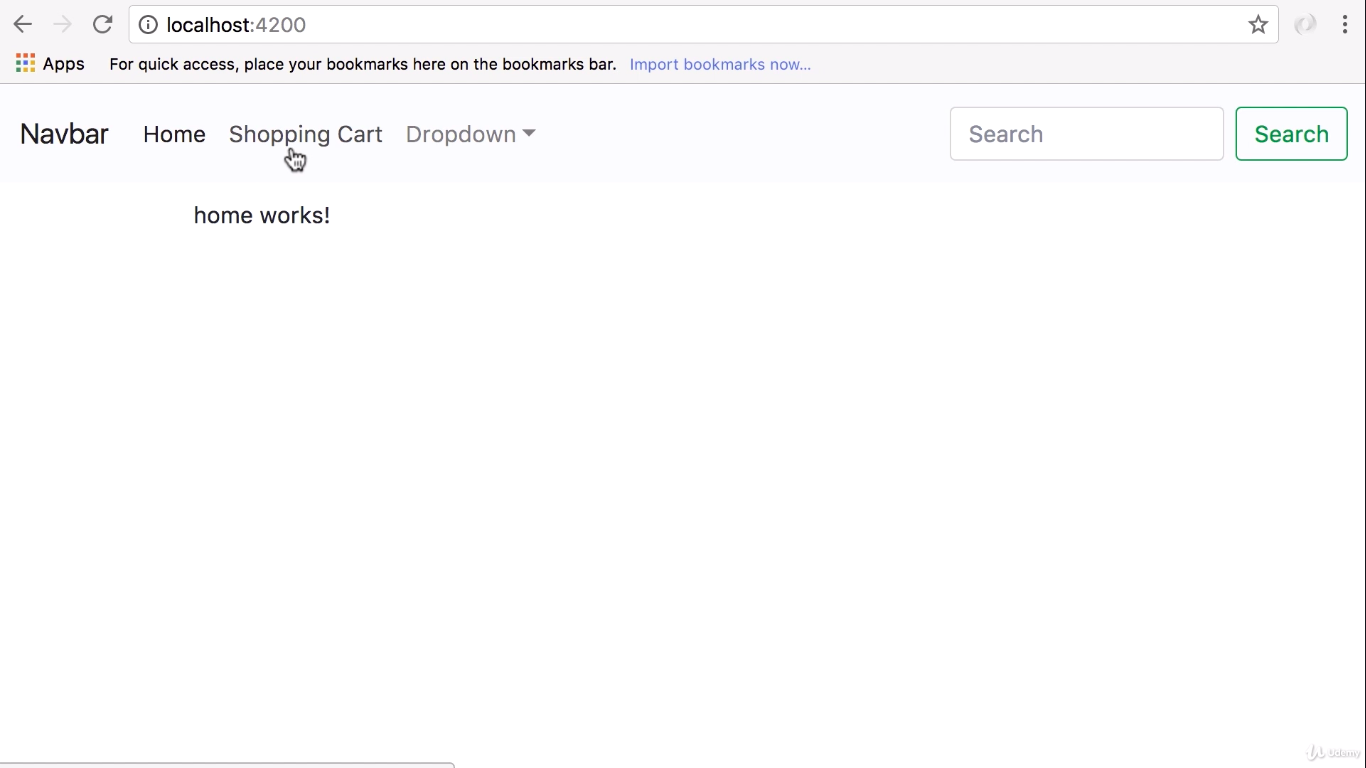 localhost:4200
Apps For quick access, place your bookmarks here on the bookmarks bar. Import bookmarks now...
Navbar Home Shopping Cart Dropdown Search Search
home works!
Udemy